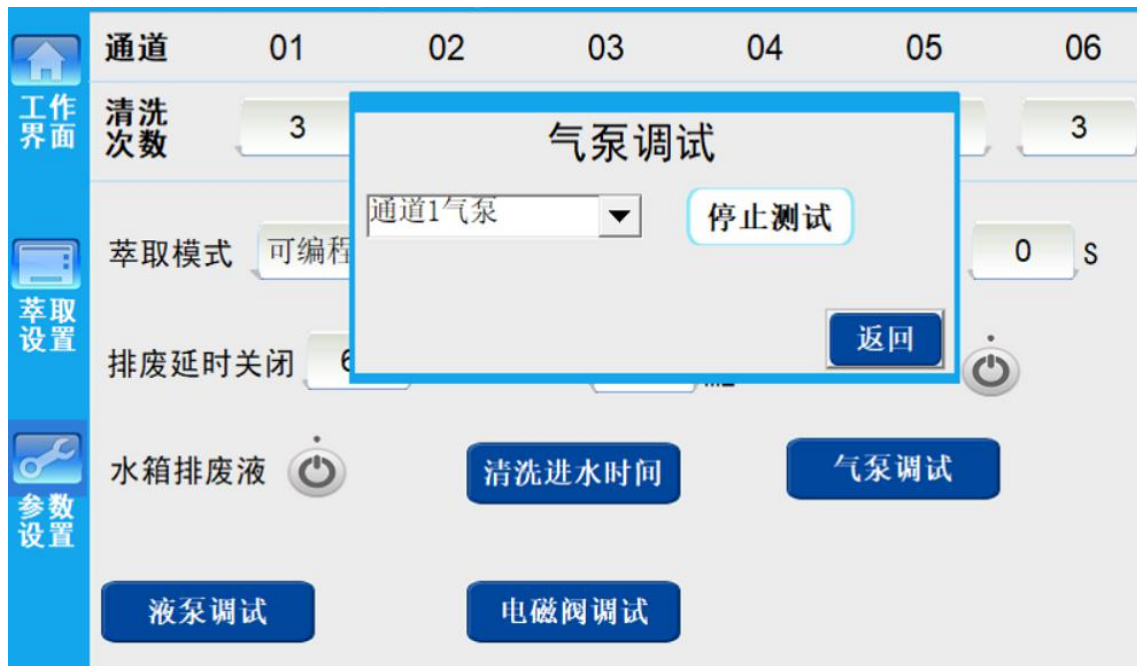 通道 01 02 03 04 05 06
工作
界面
清洗
次数
3
3
气泵调试
通道1气泵
停止测试
萃取模式
可编程
0 S
萃取
设置
返回
排废延时关闭
水箱排废液
清洗进水时间
气泵调试
参数
设置
液泵调试
电磁阀调试